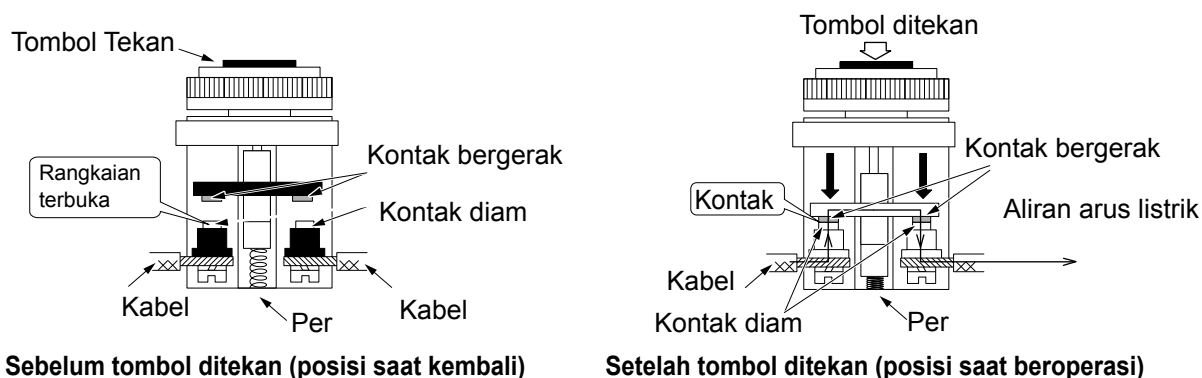 Tombol Tekan
Rangkaian
terbuka
Kontak bergerak
Kontak diam
Kabel
Per
Kabel
Sebelum tombol ditekan (posisi saat kembali)
Tombol ditekan
Kontak bergerak
Kontak
Aliran arus listrik
Kabel
Kontak diam
Per
Setelah tombol ditekan (posisi saat beroperasi)